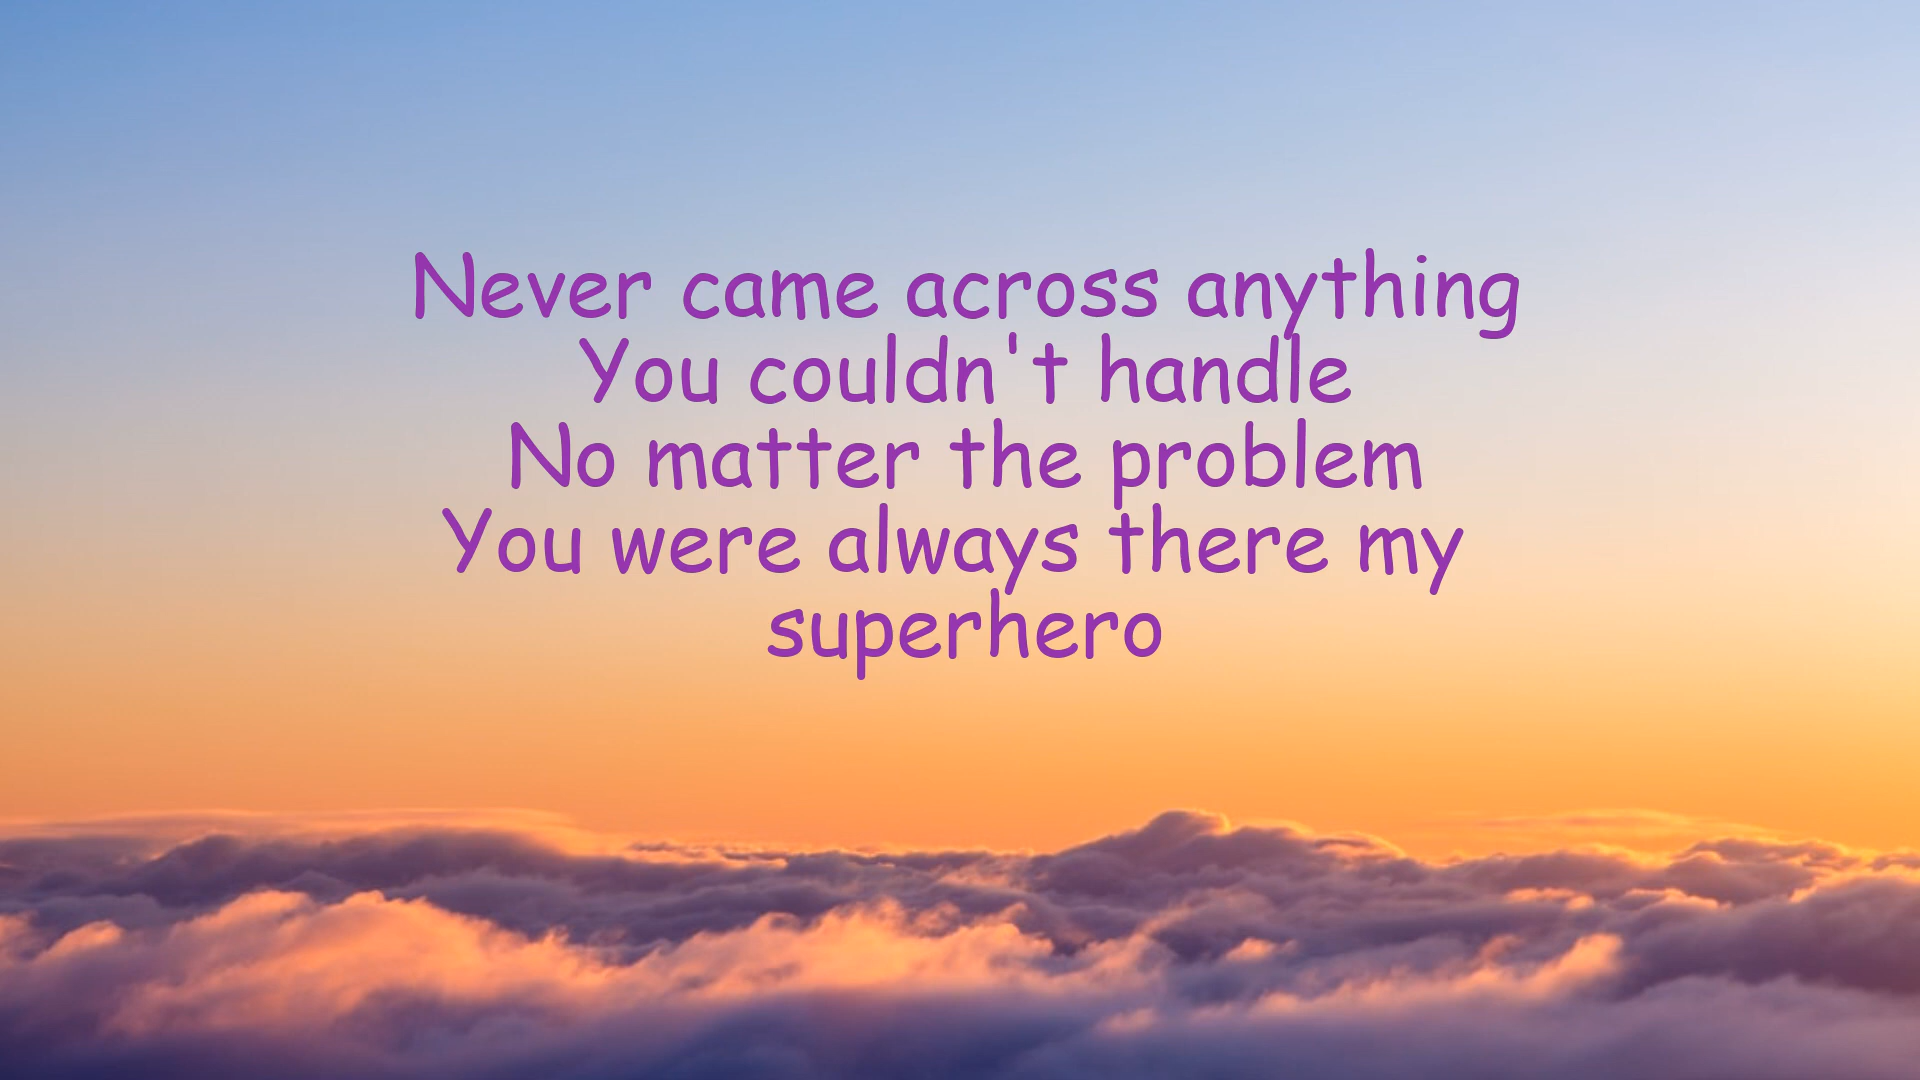 Never came across anything
You couldn't handle
No matter the problem
You were always there my
superhero